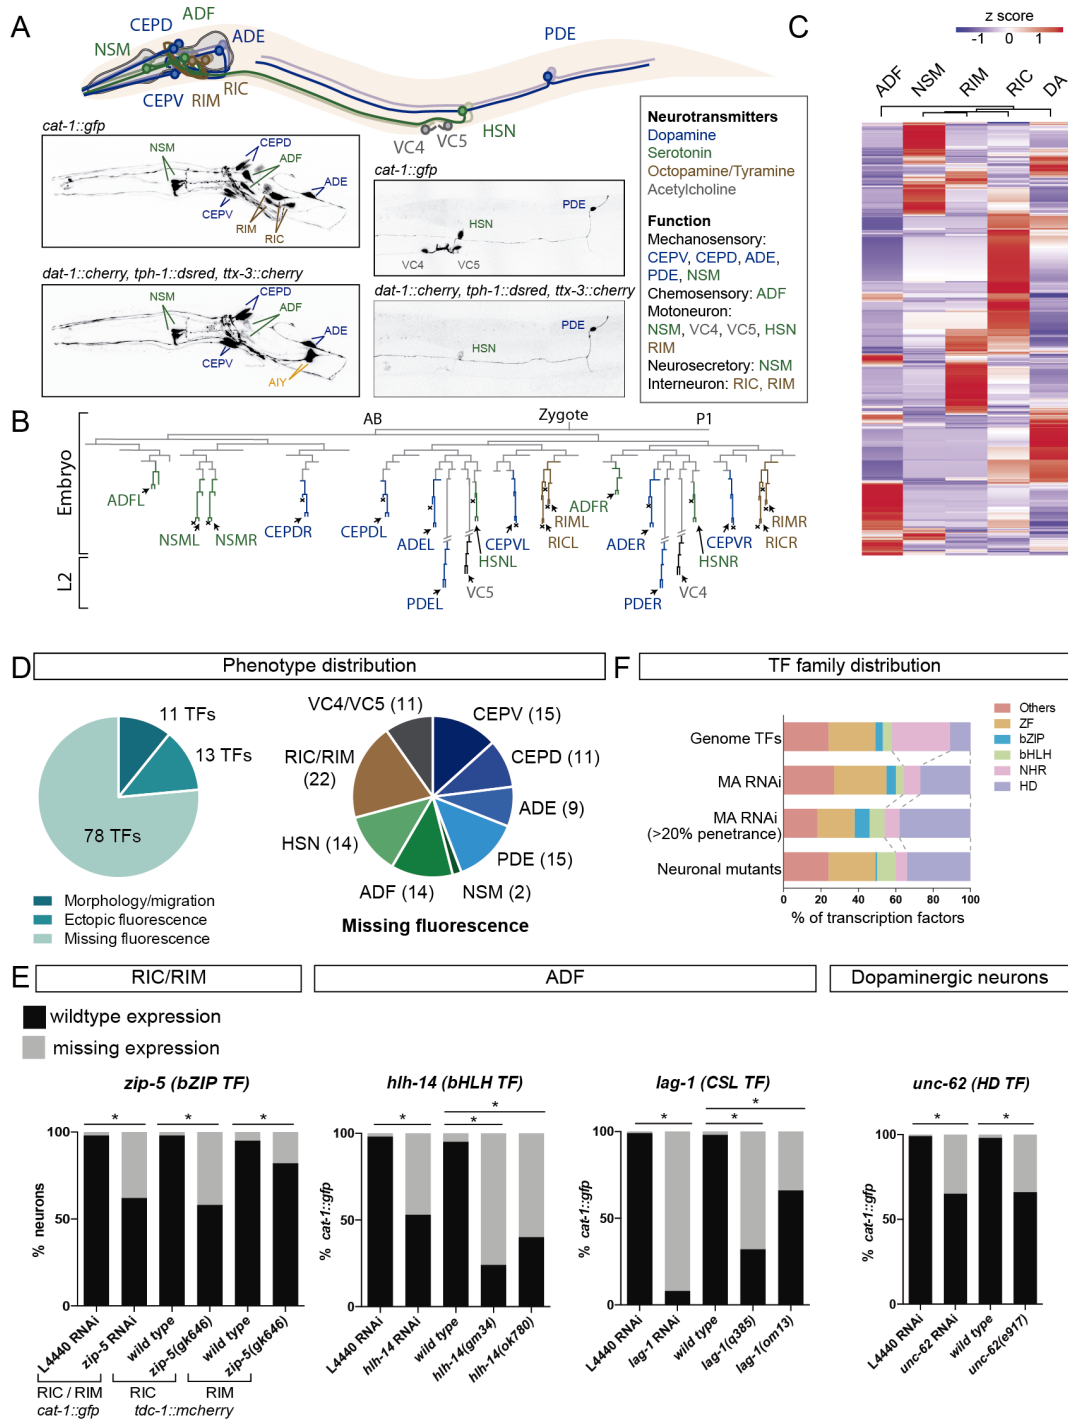 A
CEPD
ADF
ADE
NSM
CEPV
RIM
RIC
PDE
HSN
VC4
VC5
cat-1::gfp
NSM
CEPD
ADF
ADE
CEPV
RIM
RIC
cat-1::gfp
PDE
HSN
VC4
VC5
dat-1::cherry, tph-1::dsred, ttx-3::cherry
NSM
CEPD
ADF
ADE
CEPV
AIY
dat-1::cherry, tph-1::dsred, ttx-3::cherry
PDE
HSN
Neurotransmitters
Dopamine
Serotonin
Octopamine/Tyramine
Acetylcholine
Function
Mechanosensory:
CEPV, CEPD, ADE,
PDE, NSM
Chemosensory: ADF
Motoneuron:
NSM, VC4, VC5, HSN
RIM
Neurosecretory: NSM
Interneuron: RIC, RIM
C
z score
-1 0 1
ADF NSM RIM RIC DA
B
Embryo
L2
Zygote
AB
P1
ADFL
NSML
NSMR
CEPDR
CEPDL
ADEL
PDEL
HSNL
VC5
CEPVL
RIML
RICL
ADFR
ADER
PDER
HSNR
VC4
CEPVR
RIMR
RICR
D
Phenotype distribution
11 TFs
13 TFs
78 TFs
Morphology/migration
Ectopic fluorescence
Missing fluorescence
VC4/VC5 (11)
CEPV (15)
CEPD (11)
ADE (9)
PDE (15)
NSM (2)
ADF (14)
HSN (14)
RIC/RIM
(22)
Missing fluorescence
F
TF family distribution
Others
ZF
bZIP
bHLH
NHR
HD
Genome TFs
MA RNAi
MA RNAi
(>20% penetrance)
Neuronal mutants
0 20 40 60 80 100
% of transcription factors
E
RIC/RIM
ADF
Dopaminergic neurons
wildtype expression
missing expression
zip-5 (bZIP TF)
* * *
100
50
0
% neurons
L4440 RNAi
zip-5 RNAi
wild type
zip-5(gk646)
wild type
zip-5(gk646)
RIC / RIM
cat-1::gfp
RIC
RIM
tdc-1::mcherry
hlh-14 (bHLH TF)
*
* *
100
50
0
% cat-1::gfp
L4440 RNAi
hlh-14 RNAi
wild type
hlh-14(gm34)
hlh-14(ok780)
lag-1 (CSL TF)
*
* *
100
50
0
% cat-1::gfp
L4440 RNAi
lag-1 RNAi
wild type
lag-1(q385)
lag-1(om13)
unc-62 (HD TF)
* *
100
50
0
% cat-1::gfp
L4440 RNAi
unc-62 RNAi
wild type
unc-62(e917)